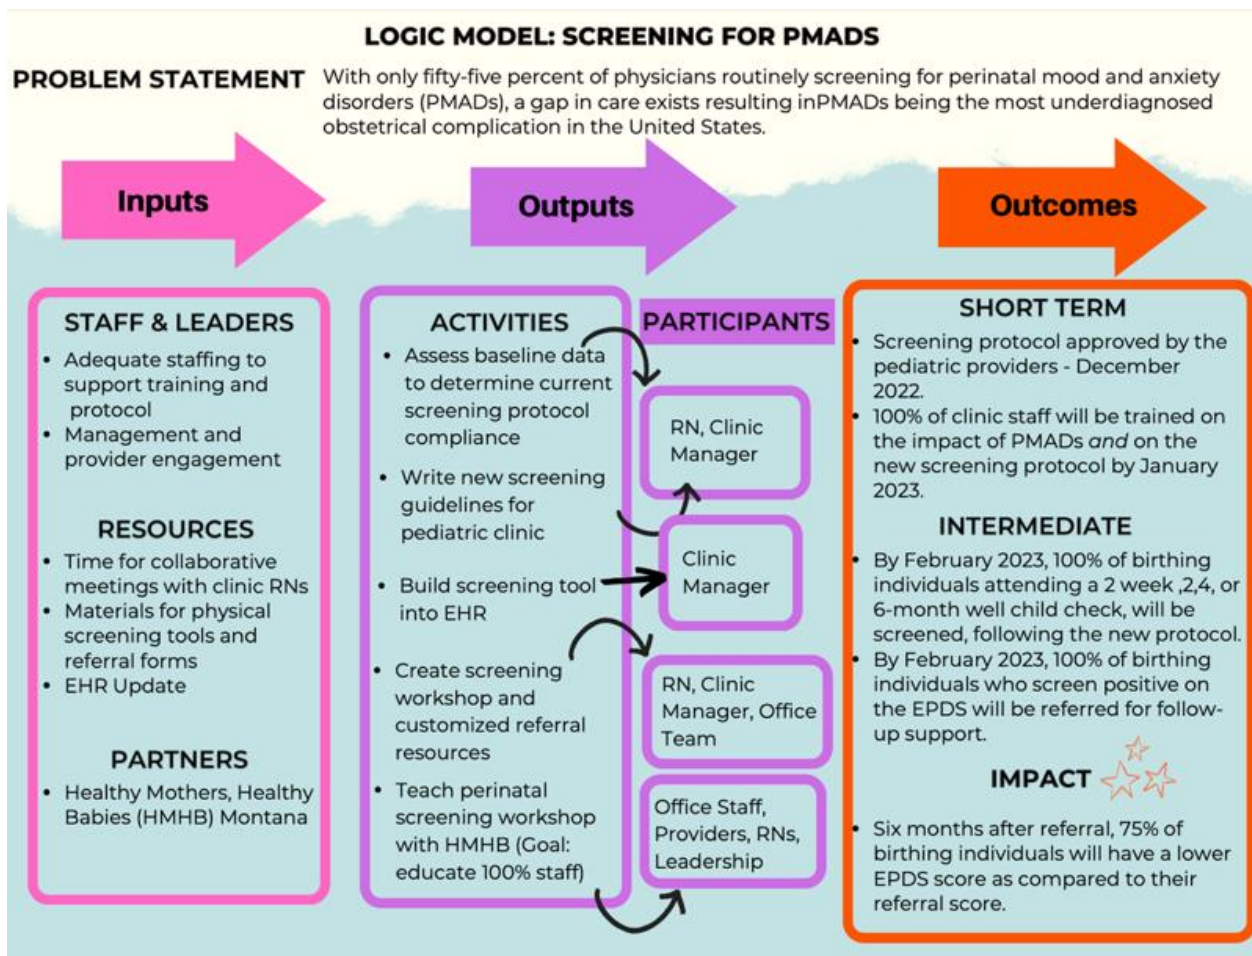 LOGIC MODEL: SCREENING FOR PMADS
PROBLEM STATEMENT
With only fifty-five percent of physicians routinely screening for perinatal mood and anxiety
disorders (PMADs), a gap in care exists resulting inPMADs being the most underdiagnosed
obstetrical complication in the United States.
Inputs
Outputs
Outcomes
STAFF & LEADERS
• Adequate staffing to
support training and
protocol
• Management and
provider engagement
RESOURCES
• Time for collaborative
meetings with clinic RNs
• Materials for physical
screening tools and
referral forms
• EHR Update
PARTNERS
• Healthy Mothers, Healthy
Babies (HMHB) Montana
ACTIVITIES
• Assess baseline data
to determine current
screening protocol
compliance
• Write new screening
guidelines for
pediatric clinic
• Build screening tool
into EHR
• Create screening
workshop and
customized referral
resources
• Teach perinatal
screening workshop
with HMHB (Goal:
educate 100% staff)
PARTICIPANTS
RN, Clinic
Manager
Clinic
Manager
RN, Clinic
Manager, Office
Team
Office Staff,
Providers, RNs,
Leadership
SHORT TERM
• Screening protocol approved by the
pediatric providers - December
2022.
• 100% of clinic staff will be trained on
the impact of PMADs and on the
new screening protocol by January
2023.
INTERMEDIATE
• By February 2023, 100% of birthing
individuals attending a 2 week ,2,4, or
6-month well child check, will be
screened, following the new protocol.
• By February 2023, 100% of birthing
individuals who screen positive on
the EPDS will be referred for follow-
up support.
IMPACT
• Six months after referral, 75% of
birthing individuals will have a lower
EPDS score as compared to their
referral score.